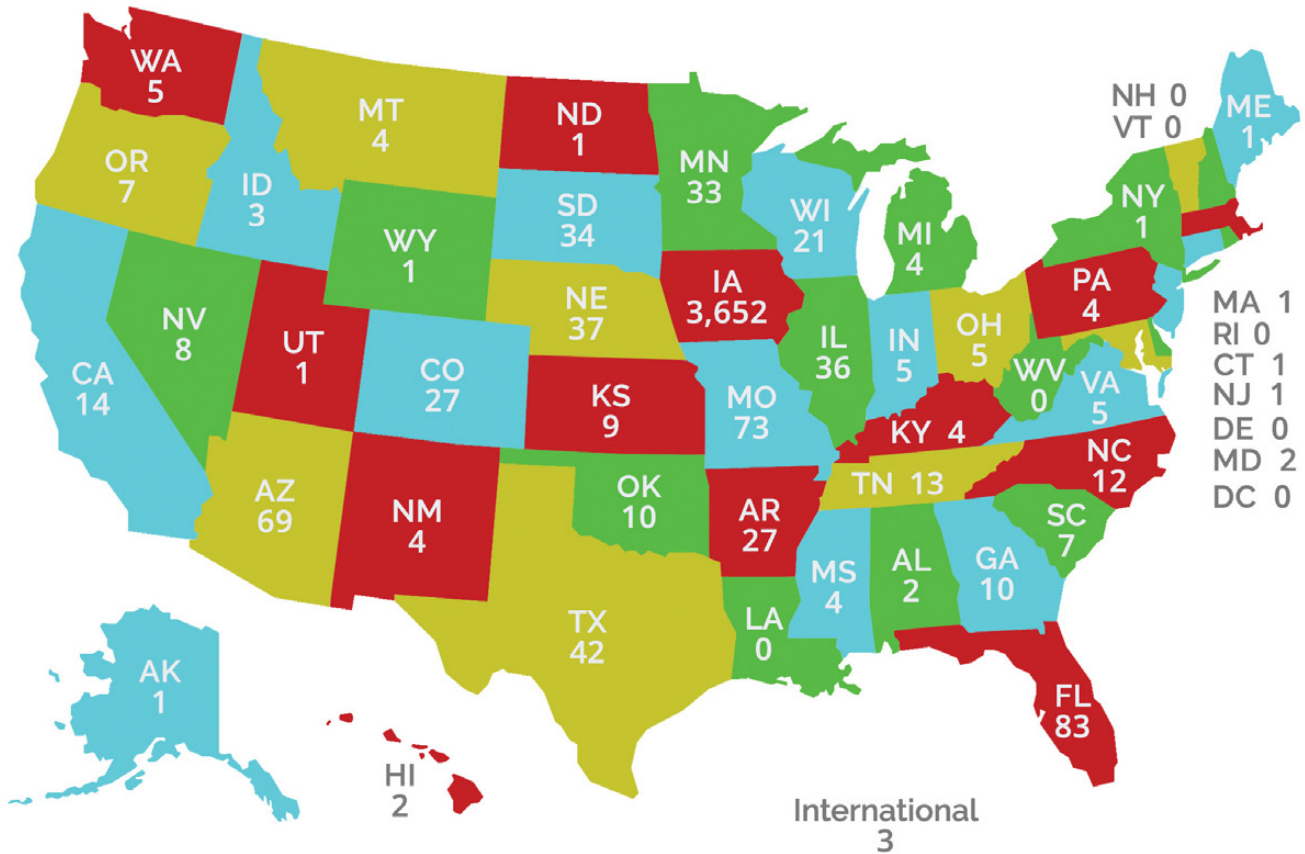 WA
5
OR
7
CA
14
ID
3
NV
8
MT
4
WY
1
UT
1
AZ
69
CO
27
NM
4
ND
1
SD
34
NE
37
KS
9
OK
10
TX
42
MN
33
IA
3,652
MO
73
AR
27
LA
0
WI
21
IL
36
MI
4
IN
5
OH
5
KY 4
TN 13
MS
4
AL
2
GA
10
FL
83
SC
7
NC
12
VA
5
WV
0
PA
4
NY
1
NH 0
VT 0
ME
1
MA 1
RI 0
CT 1
NJ 1
DE 0
MD 2
DC 0
AK
1
HI
2
International
3